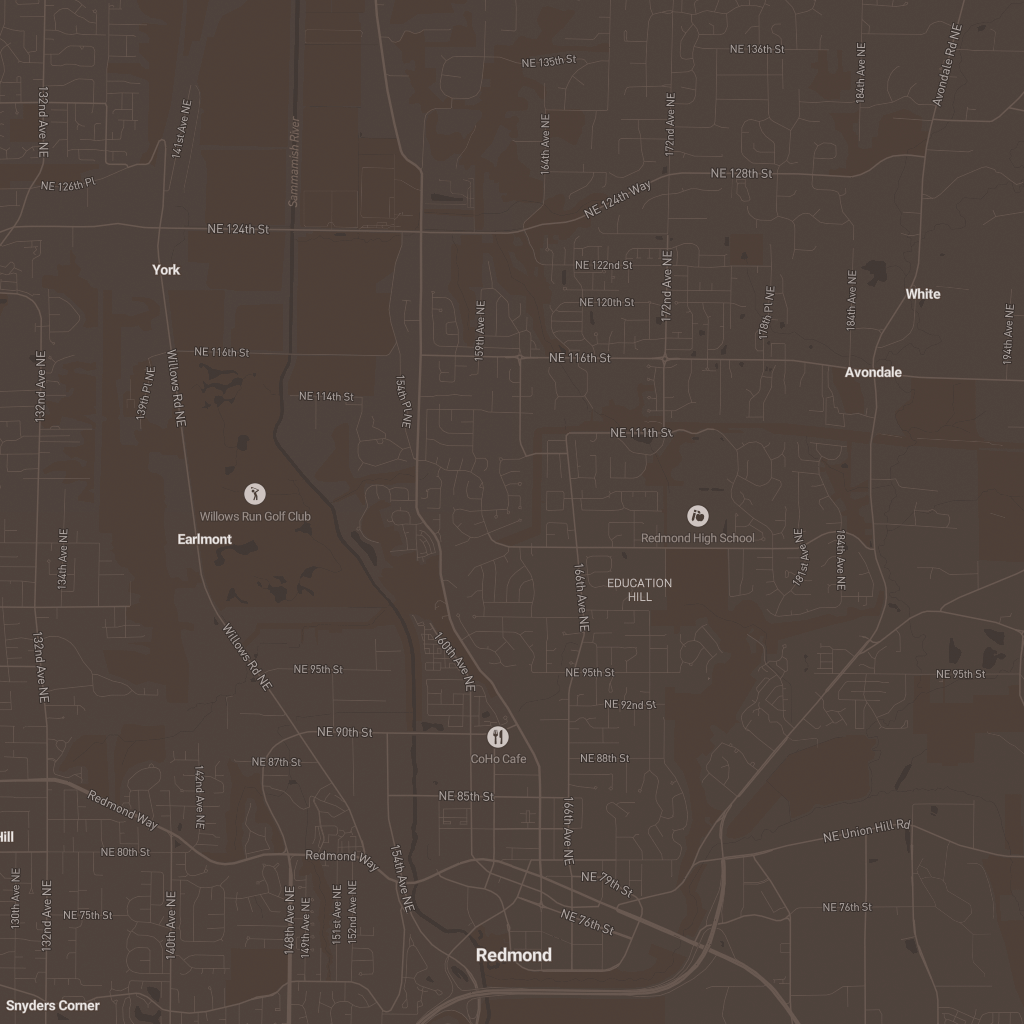 NE 136th St
NE 135th St
Avondale Rd NE
184th Ave NE
132nd Ave NE
141st Ave NE
164th Ave NE
172nd Ave NE
Sammamish River
NE 126th Pl
NE 128th St
NE 124th Way
NE 124th St
York
NE 122nd St
172nd Ave NE
White
NE 120th St
178th Pl NE
184th Ave NE
159th Ave NE
194th Ave NE
NE 116th St
NE 116th St
Avondale
132nd Ave NE
139th Pl NE
Willows Rd NE
NE 114th St
154th Pl NE
NE 111th St
Willows Run Golf Club
Redmond High School
Earlmont
134th Ave NE
181st Ave NE
184th Ave NE
EDUCATION
HILL
166th Ave NE
132nd Ave NE
Willows Rd NE
160th Ave NE
NE 95th St
NE 95th St
NE 95th St
NE 92nd St
NE 90th St
CoHo Cafe
NE 88th St
NE 87th St
142nd Ave NE
NE 85th St
Redmond Way
166th Ave NE
Hill
NE Union Hill Rd
NE 80th St
Redmond Way
154th Ave NE
NE 79th St
130th Ave NE
132nd Ave NE
NE 75th St
140th Ave NE
148th Ave NE
149th Ave NE
151st Ave NE
152nd Ave NE
NE 76th St
NE 76th St
Redmond
Snyders Corner